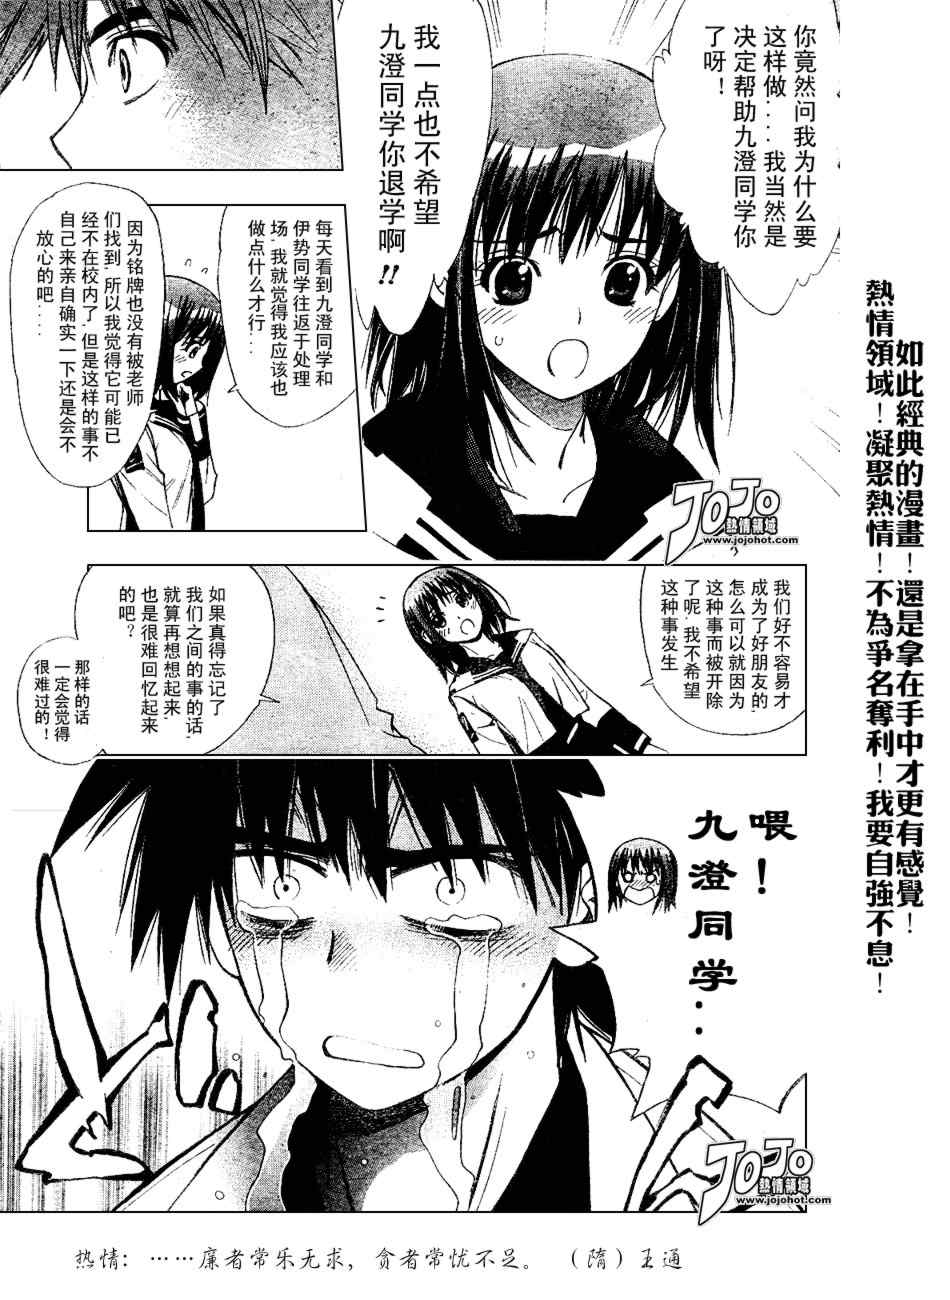 你竟然问我为什么要
这样做....我当然是
决定帮助九澄同学你
了呀！
我一点也不希望
九澄同学你退学啊
！！
每天看到九澄同学和
伊势同学往返于处理
场，我就觉得我应该也
做点什么才行...
因为铭牌也没有被老师
们找到，所以我觉得它可能已
经不在校内了，但是这样的事不
自己来亲自确实一下还是会不
放心的吧....
JOJO
熱情領域
www.jojohot.com
我们好不容易才
成为了好朋友的，
怎么可以就因为
这种事而被开除
了呢，我不希望
这种事发生
如果真得忘记了
我们之间的事的话，
就算再想想起来，
也是很难回忆起来
的吧？
那样的话
一定会觉得
很难过的！
喂！
九澄同学..
JOJO
熱情領域
www.jojohot.com
如此經典的漫畫！還是拿在手中才更有感覺！
熱情領域！凝聚熱情！不為爭名奪利！我要自強不息！
热情：……廉者常乐无求，贪者常忧不足。（隋）王通